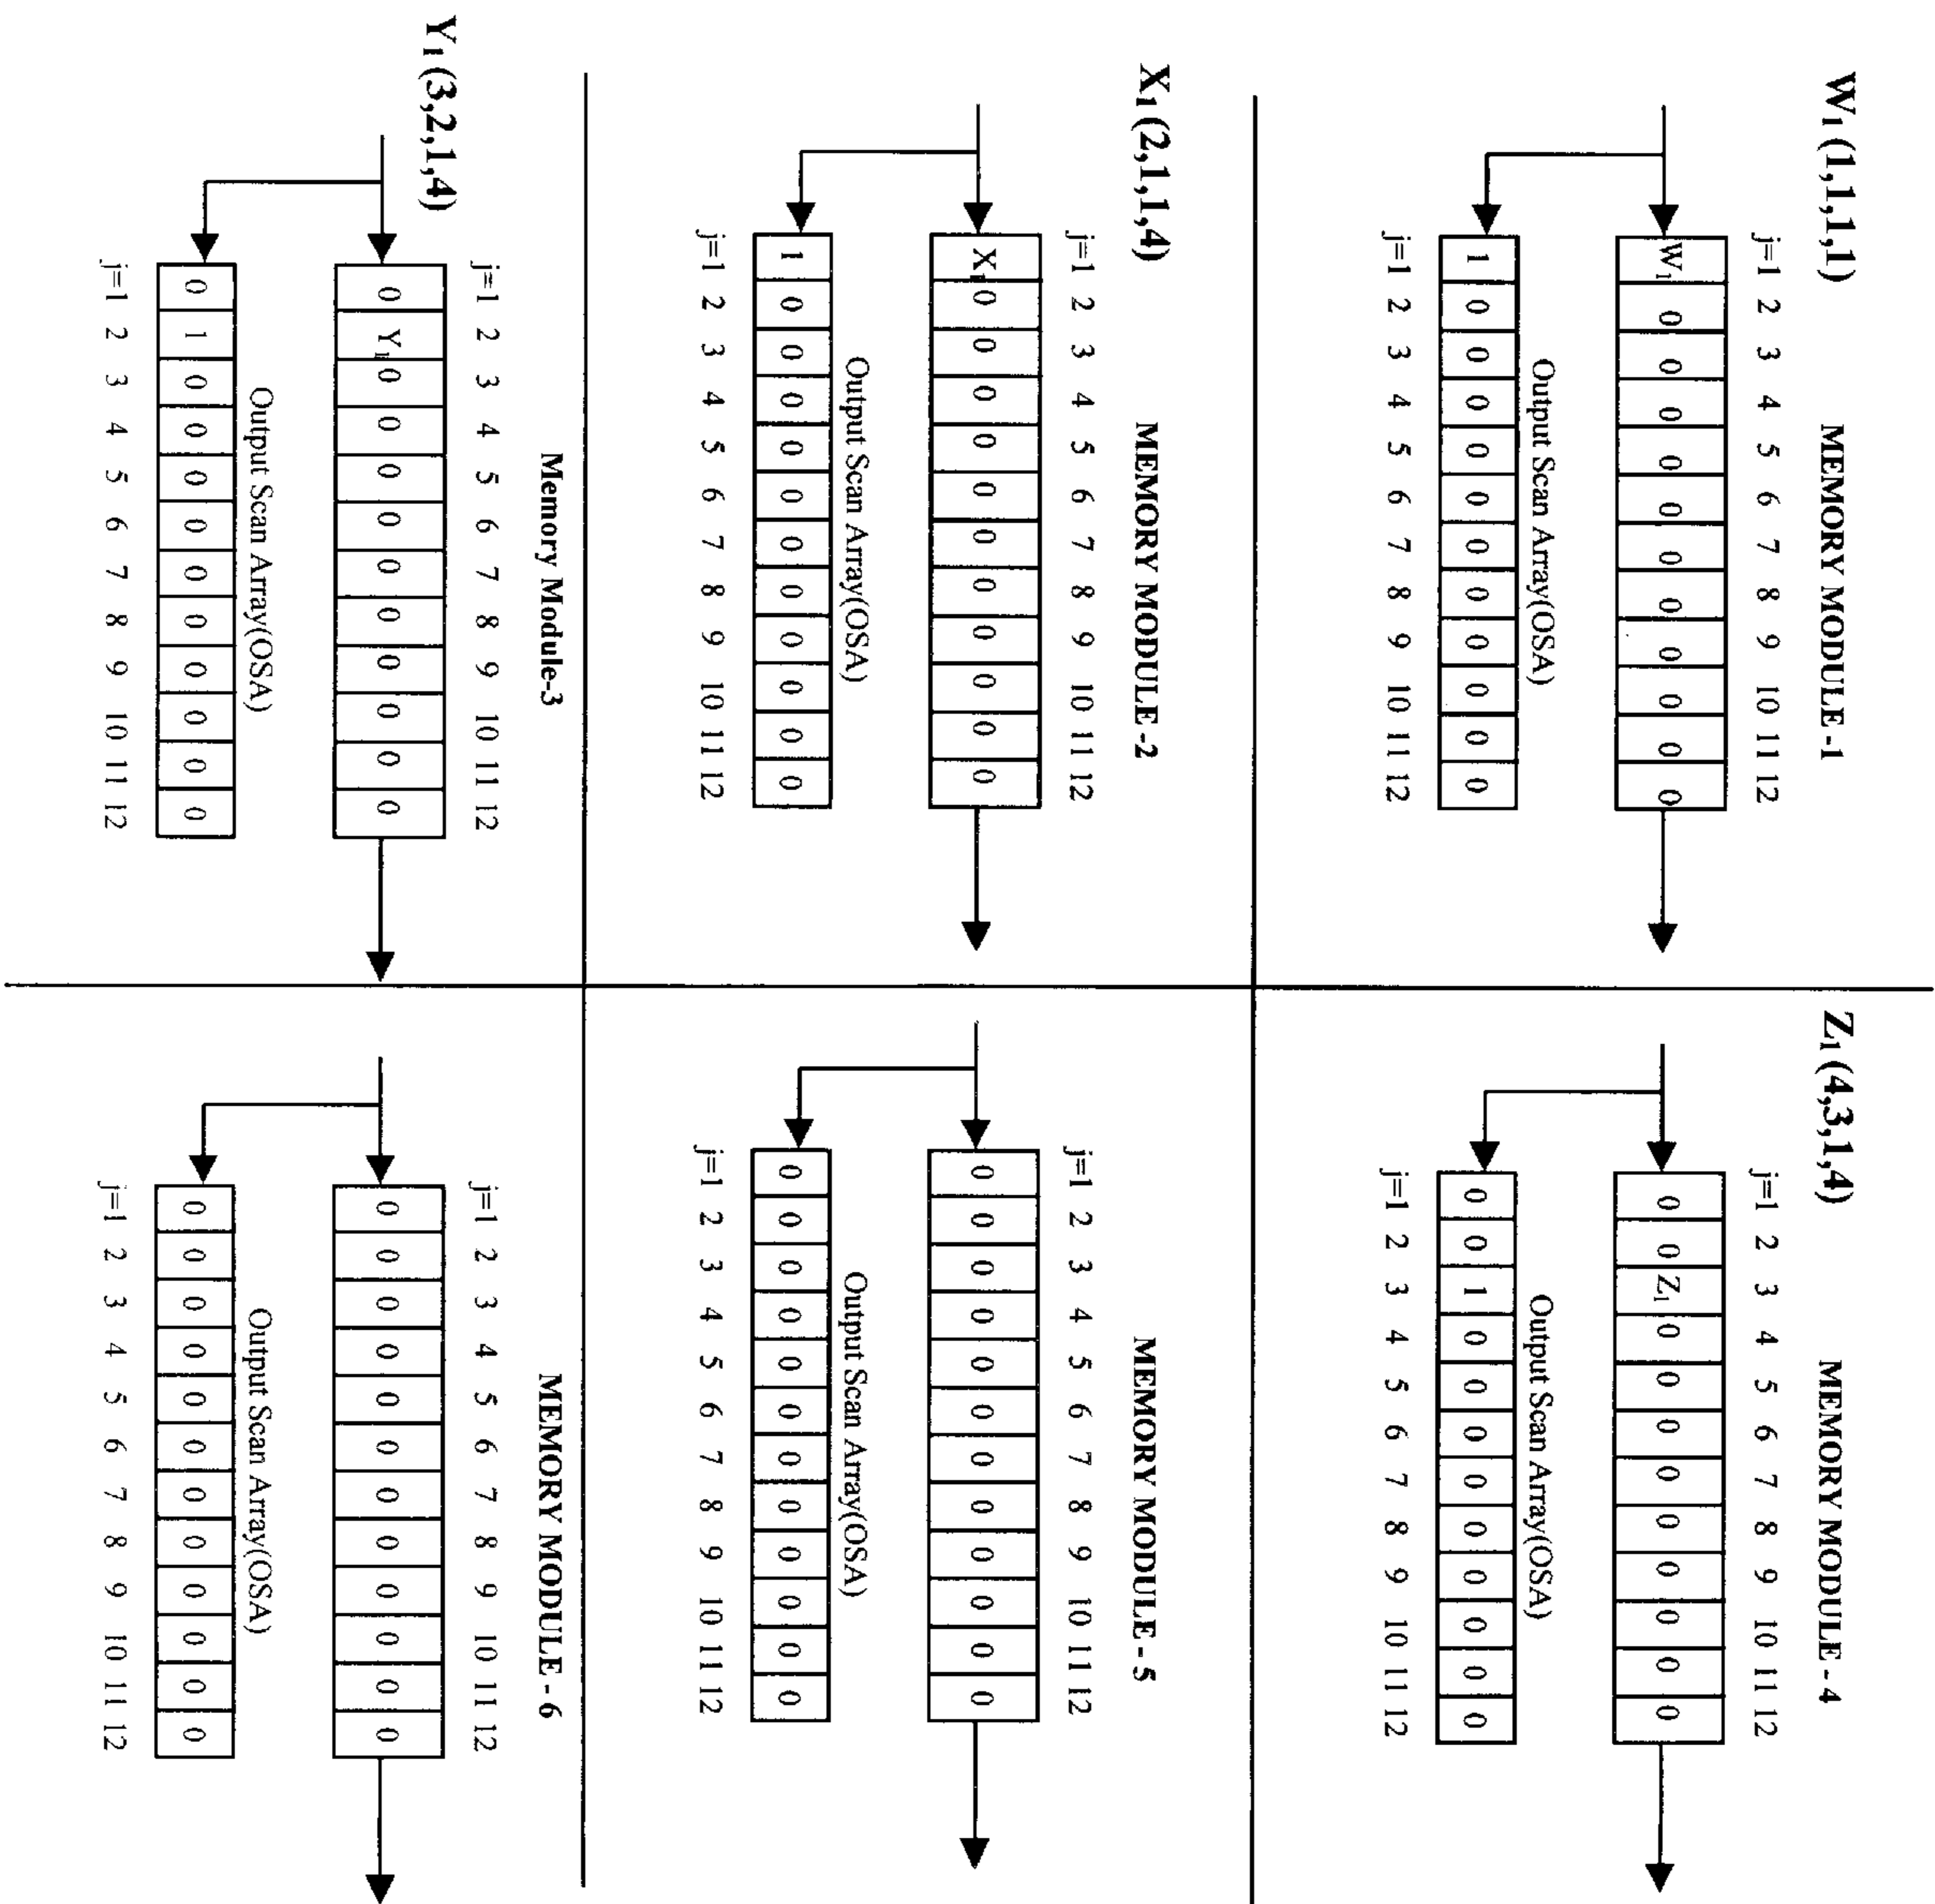 W1 (1,1,1,1) MEMORY MODULE -1
j=1 2 3 4 5 6 7 8 9 10 11 12
W1 0 0 0 0 0 0 0 0 0 0 0
Output Scan Array(OSA)
1 0 0 0 0 0 0 0 0 0 0 0
j=1 2 3 4 5 6 7 8 9 10 11 12
Z1 (4,3,1,4) MEMORY MODULE - 4
j=1 2 3 4 5 6 7 8 9 10 11 12
0 0 Z1 0 0 0 0 0 0 0 0 0
Output Scan Array(OSA)
0 0 1 0 0 0 0 0 0 0 0 0
j=1 2 3 4 5 6 7 8 9 10 11 12
X1 (2,1,1,4) MEMORY MODULE -2
j=1 2 3 4 5 6 7 8 9 10 11 12
X1 0 0 0 0 0 0 0 0 0 0 0
Output Scan Array(OSA)
1 0 0 0 0 0 0 0 0 0 0 0
j=1 2 3 4 5 6 7 8 9 10 11 12
MEMORY MODULE - 5
j=1 2 3 4 5 6 7 8 9 10 11 12
0 0 0 0 0 0 0 0 0 0 0 0
Output Scan Array(OSA)
0 0 0 0 0 0 0 0 0 0 0 0
j=1 2 3 4 5 6 7 8 9 10 11 12
Y1 (3,2,1,4) Memory Module-3
j=1 2 3 4 5 6 7 8 9 10 11 12
0 Y1 0 0 0 0 0 0 0 0 0 0
Output Scan Array(OSA)
0 1 0 0 0 0 0 0 0 0 0 0
j=1 2 3 4 5 6 7 8 9 10 11 12
MEMORY MODULE - 6
j=1 2 3 4 5 6 7 8 9 10 11 12
0 0 0 0 0 0 0 0 0 0 0 0
Output Scan Array(OSA)
0 0 0 0 0 0 0 0 0 0 0 0
j=1 2 3 4 5 6 7 8 9 10 11 12